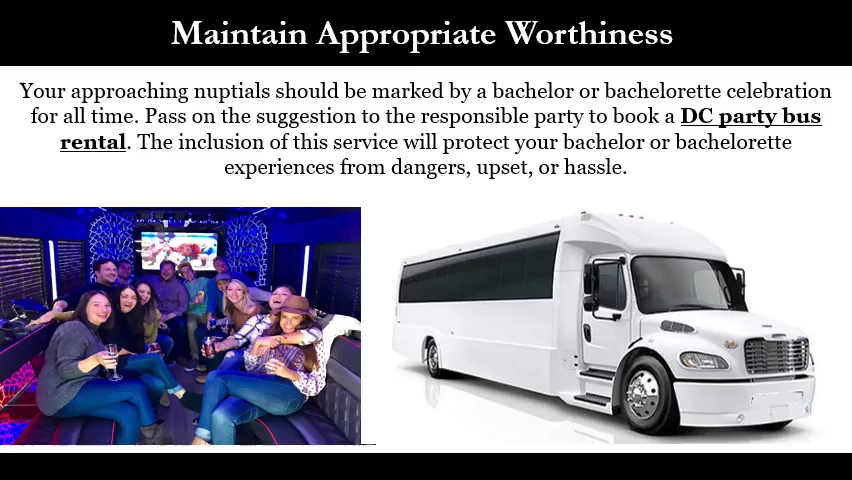 Maintain Appropriate Worthiness
Your approaching nuptials should be marked by a bachelor or bachelorette celebration
for all time. Pass on the suggestion to the responsible party to book a DC party bus
rental. The inclusion of this service will protect your bachelor or bachelorette
experiences from dangers, upset, or hassle.